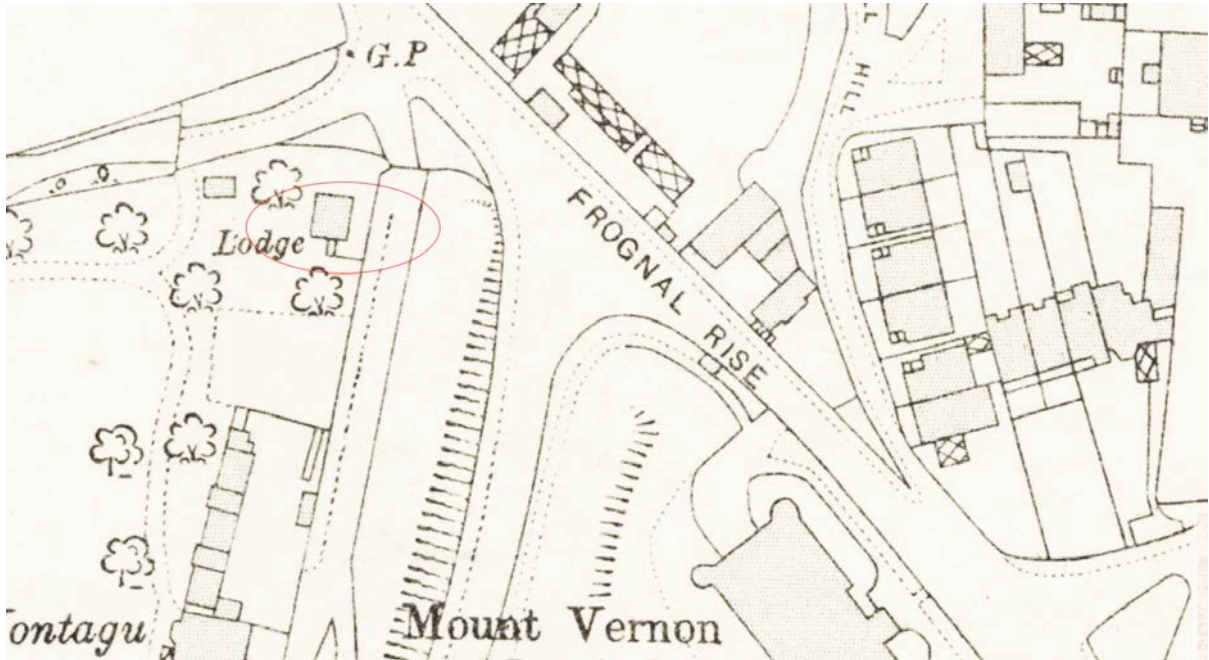 G.P
HILL
Lodge
FROGNAL RISE
ontagu
Mount Vernon